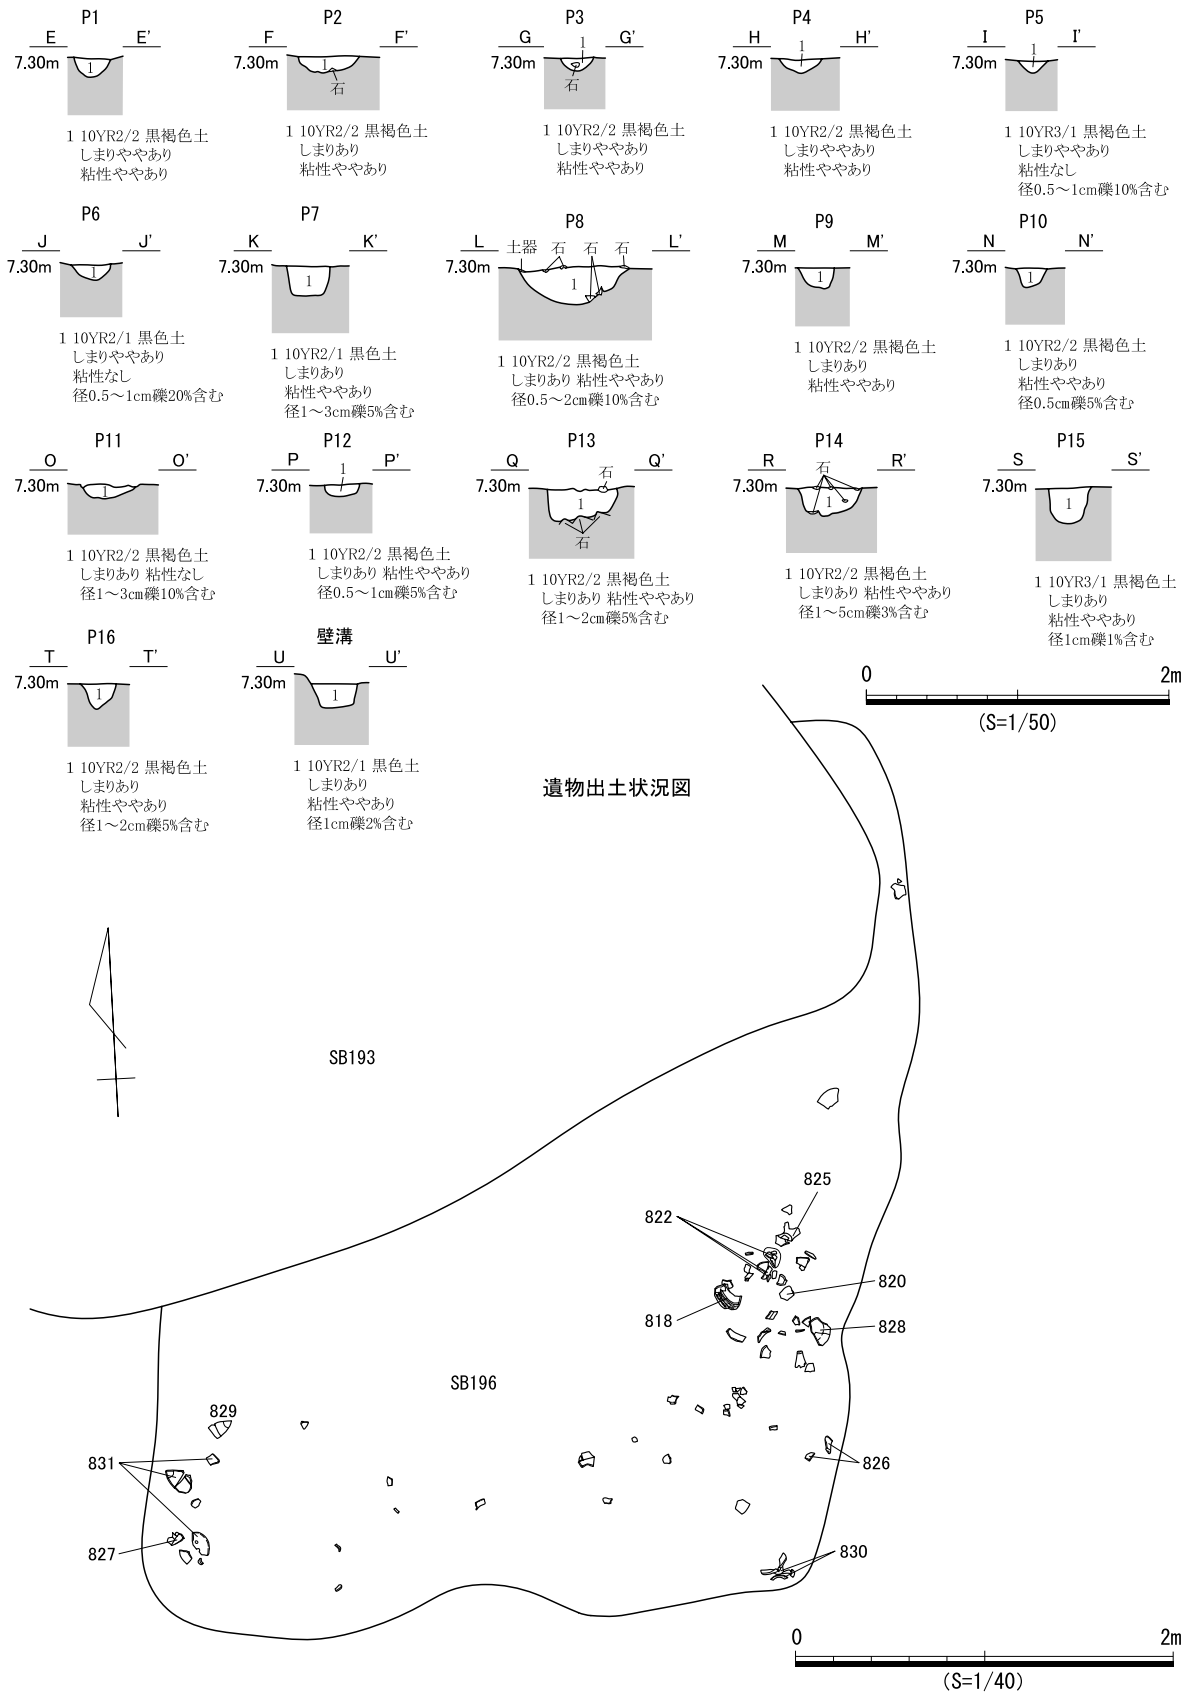 P1
E E'
7.30m
1
1 10YR2/2 黒褐色土
しまりややあり
粘性ややあり
P2
F F'
7.30m
1
石
1 10YR2/2 黒褐色土
しまりあり
粘性ややあり
P3
G 1 G'
7.30m
石
1 10YR2/2 黒褐色土
しまりややあり
粘性ややあり
P4
H 1 H'
7.30m
1 10YR2/2 黒褐色土
しまりややあり
粘性ややあり
P5
I 1 I'
7.30m
1 10YR3/1 黒褐色土
しまりややあり
粘性なし
径0.5～1cm礫10%含む
P6
J J'
7.30m
1
1 10YR2/1 黒色土
しまりややあり
粘性なし
径0.5～1cm礫20%含む
P7
K K'
7.30m
1
1 10YR2/1 黒色土
しまりあり
粘性ややあり
径1～3cm礫5%含む
P8
L 土器 石 石 石 L'
7.30m
1
1 10YR2/2 黒褐色土
しまりあり 粘性ややあり
径0.5～2cm礫10%含む
P9
M M'
7.30m
1
1 10YR2/2 黒褐色土
しまりあり
粘性ややあり
P10
N N'
7.30m
1
1 10YR2/2 黒褐色土
しまりあり
粘性ややあり
径0.5cm礫5%含む
P11
O O'
7.30m
1
1 10YR2/2 黒褐色土
しまりあり 粘性なし
径1～3cm礫10%含む
P12
P 1 P'
7.30m
1 10YR2/2 黒褐色土
しまりあり 粘性ややあり
径0.5～1cm礫5%含む
P13
Q 石 Q'
7.30m
1
石
1 10YR2/2 黒褐色土
しまりあり 粘性ややあり
径1～2cm礫5%含む
P14
R 石 R'
7.30m
1
1 10YR2/2 黒褐色土
しまりあり 粘性ややあり
径1～5cm礫3%含む
P15
S S'
7.30m
1
1 10YR3/1 黒褐色土
しまりあり
粘性ややあり
径1cm礫1%含む
P16
T T'
7.30m
1
1 10YR2/2 黒褐色土
しまりあり
粘性ややあり
径1～2cm礫5%含む
壁溝
U U'
7.30m
1
1 10YR2/1 黒色土
しまりあり
粘性ややあり
径1cm礫2%含む
0 2m
(S=1/50)
遺物出土状況図
SB193
825
822
820
818
828
SB196
829
831
826
827
830
0 2m
(S=1/40)